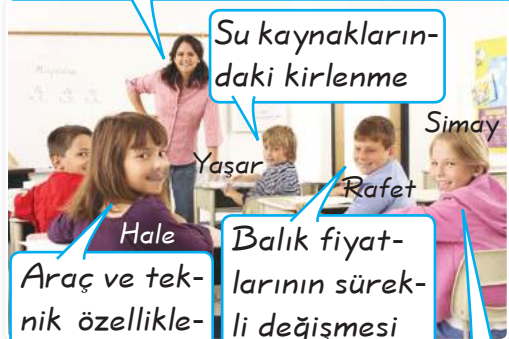 Su kaynakların-
daki kirlenme
Simay
Yaşar
Rafet
Hale
Araç ve tek-
nik özellikle-
Balık fiyat-
larının sürek-
li değişmesi